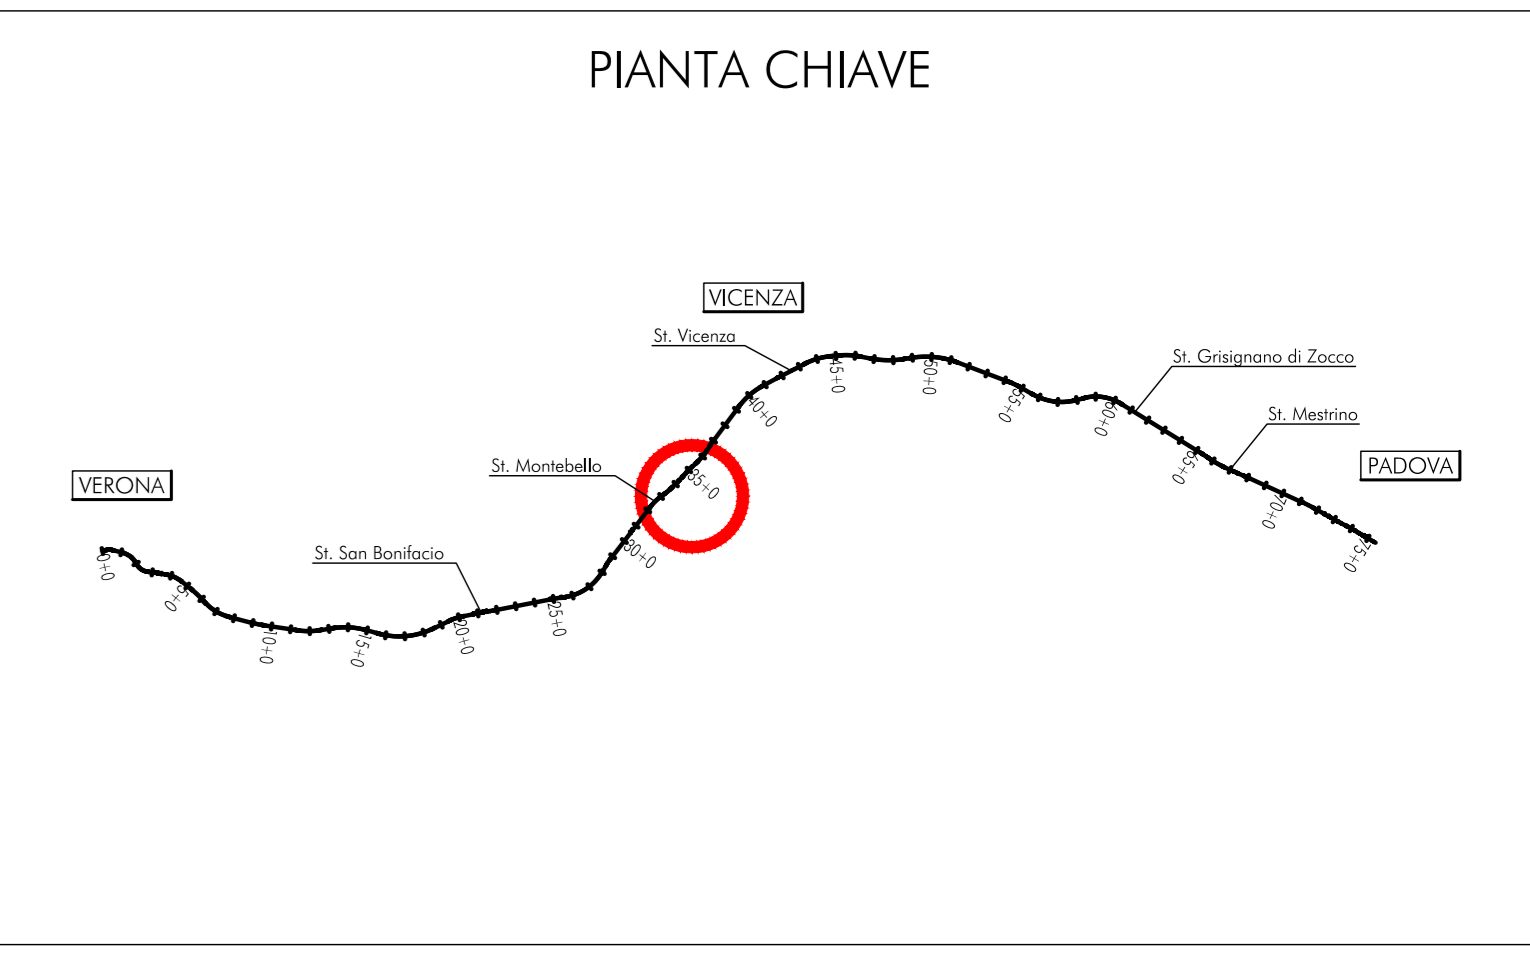 PIANTA CHIAVE
VICENZA
St. Vicenza
St. Grisignano di Zocco
St. Mestrino
St. Montebello
PADOVA
VERONA
St. San Bonifacio
0+0
5+0
10+0
15+0
20+0
25+0
30+0
35+0
40+0
45+0
50+0
55+0
60+0
65+0
70+0
75+0